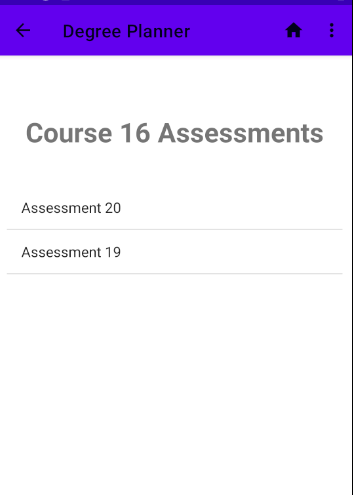 Degree Planner
Course 16 Assessments
Assessment 20
Assessment 19